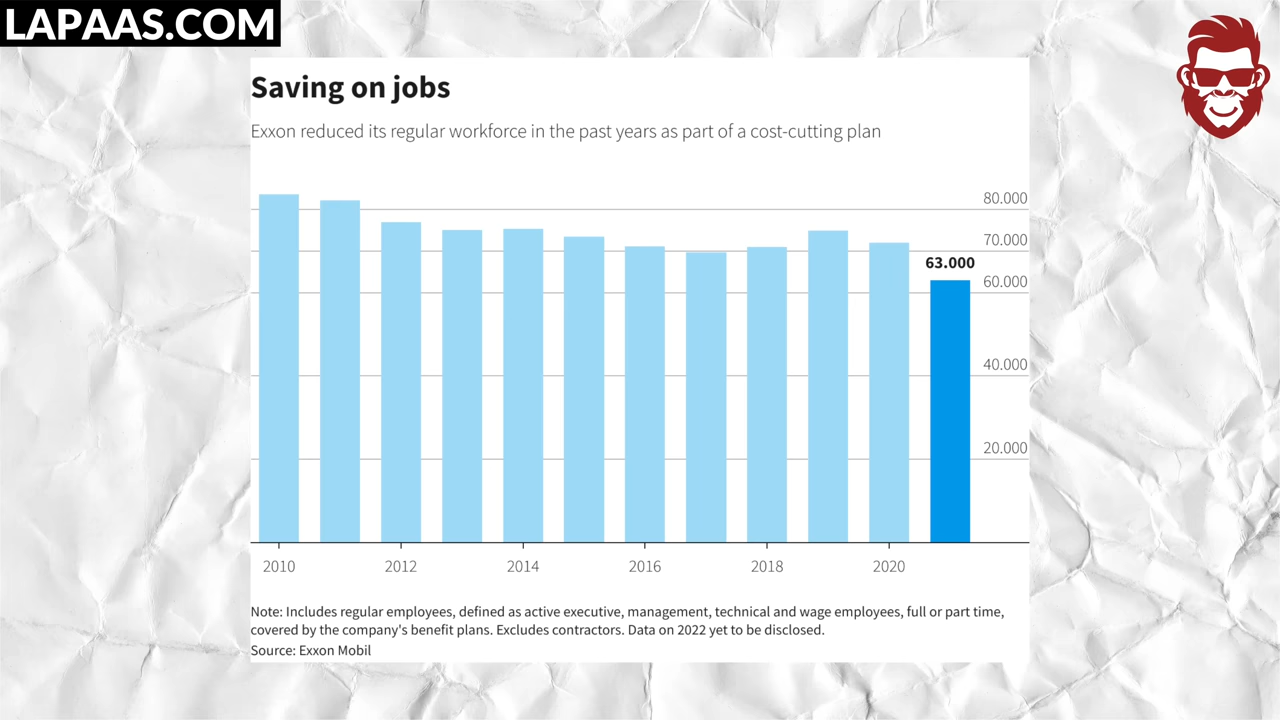 LAPAAS.COM
Saving on jobs
Exxon reduced its regular workforce in the past years as part of a cost-cutting plan
80.000
70.000
63.000
60.000
40.000
20.000
2010 2012 2014 2016 2018 2020
Note: Includes regular employees, defined as active executive, management, technical and wage employees, full or part time,
covered by the company's benefit plans. Excludes contractors. Data on 2022 yet to be disclosed.
Source: Exxon Mobil